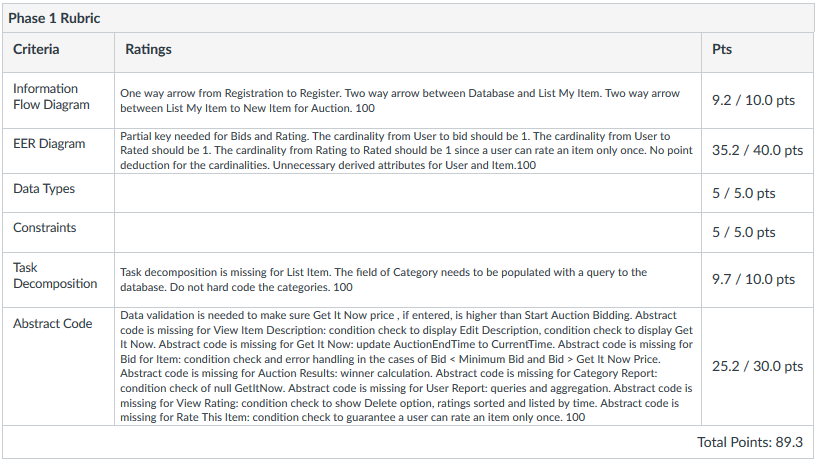 Phase 1 Rubric
Criteria Ratings Pts
Information
Flow Diagram
One way arrow from Registration to Register. Two way arrow between Database and List My Item. Two way arrow
between List My Item to New Item for Auction. 100
9.2 / 10.0 pts
EER Diagram
Partial key needed for Bids and Rating. The cardinality from User to bid should be 1. The cardinality from User to
Rated should be 1. The cardinality from Rating to Rated should be 1 since a user can rate an item only once. No point
deduction for the cardinalities. Unnecessary derived attributes for User and Item.100
35.2 / 40.0 pts
Data Types
5 / 5.0 pts
Constraints
5 / 5.0 pts
Task
Decomposition
Task decomposition is missing for List Item. The field of Category needs to be populated with a query to the
database. Do not hard code the categories. 100
9.7 / 10.0 pts
Abstract Code
Data validation is needed to make sure Get It Now price , if entered, is higher than Start Auction Bidding. Abstract
code is missing for View Item Description: condition check to display Edit Description, condition check to display Get
It Now. Abstract code is missing for Get It Now: update AuctionEndTime to CurrentTime. Abstract code is missing for
Bid for Item: condition check and error handling in the cases of Bid < Minimum Bid and Bid > Get It Now Price.
Abstract code is missing for Auction Results: winner calculation. Abstract code is missing for Category Report:
condition check of null GetItNow. Abstract code is missing for User Report: queries and aggregation. Abstract code is
missing for View Rating: condition check to show Delete option, ratings sorted and listed by time. Abstract code is
missing for Rate This Item: condition check to guarantee a user can rate an item only once. 100
25.2 / 30.0 pts
Total Points: 89.3